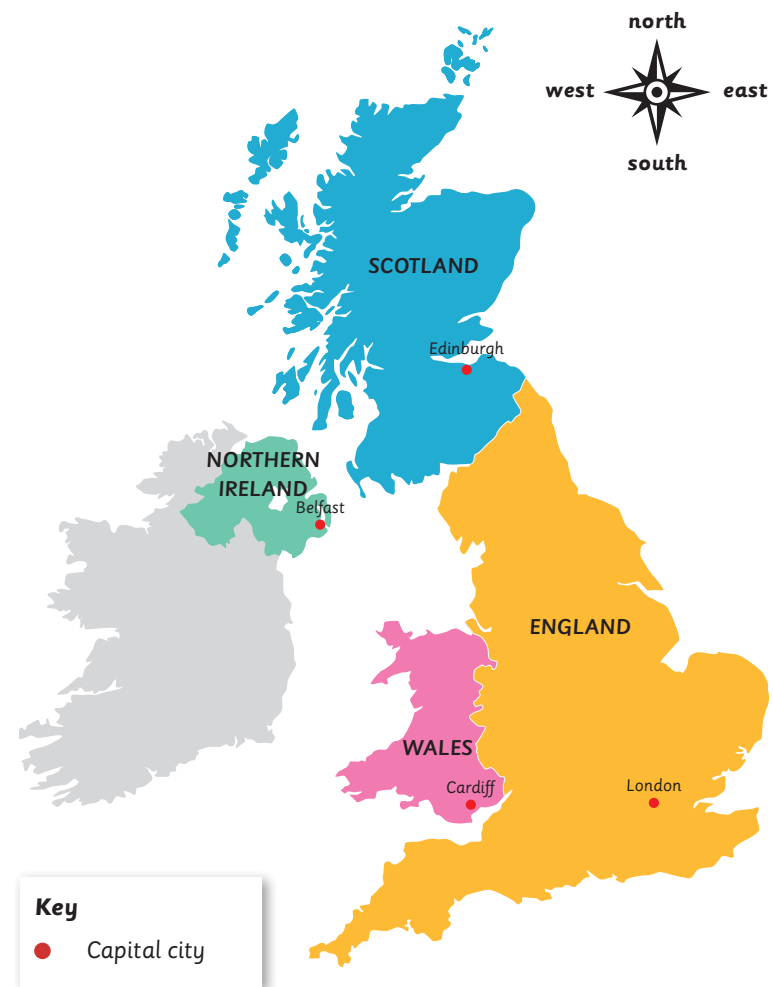 north
west
east
south
SCOTLAND
Edinburgh
NORTHERN
IRELAND
Belfast
ENGLAND
WALES
Cardiff
London
Key
Capital city